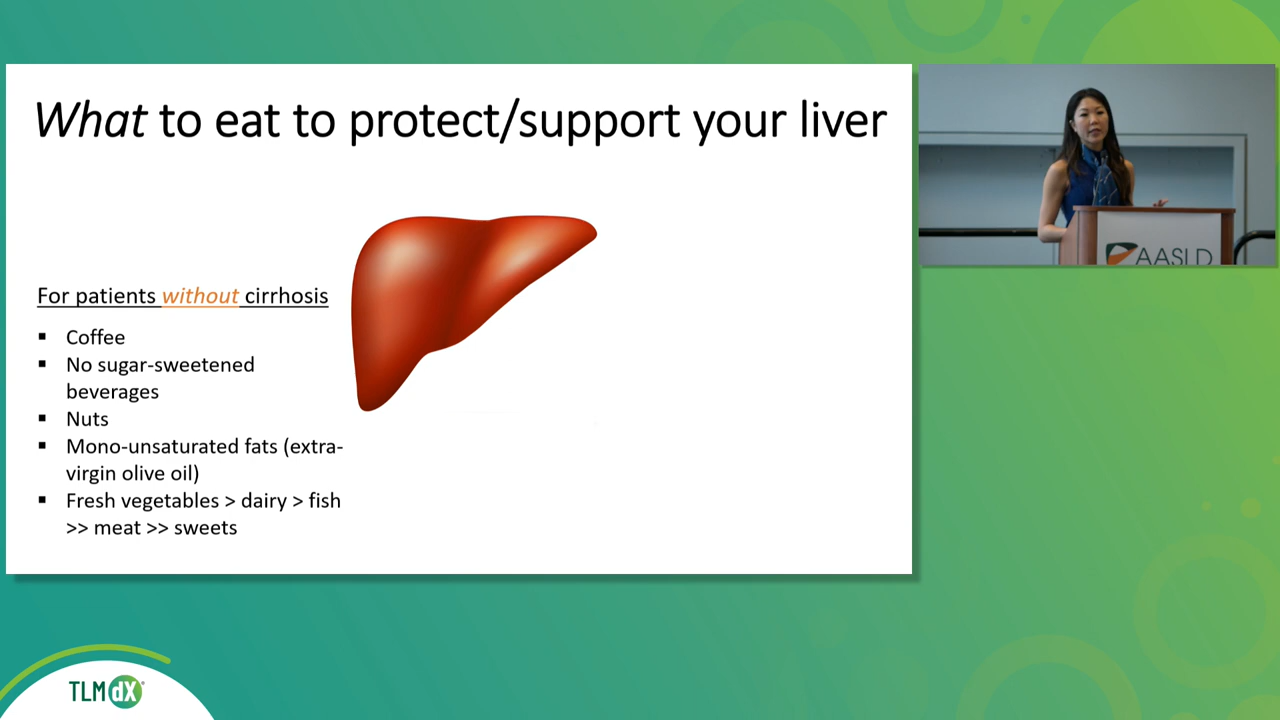 What to eat to protect/support your liver
For patients without cirrhosis
▪ Coffee
▪ No sugar-sweetened
beverages
▪ Nuts
▪ Mono-unsaturated fats (extra-
virgin olive oil)
▪ Fresh vegetables > dairy > fish
>> meat >> sweets
AASLD
TLMdX